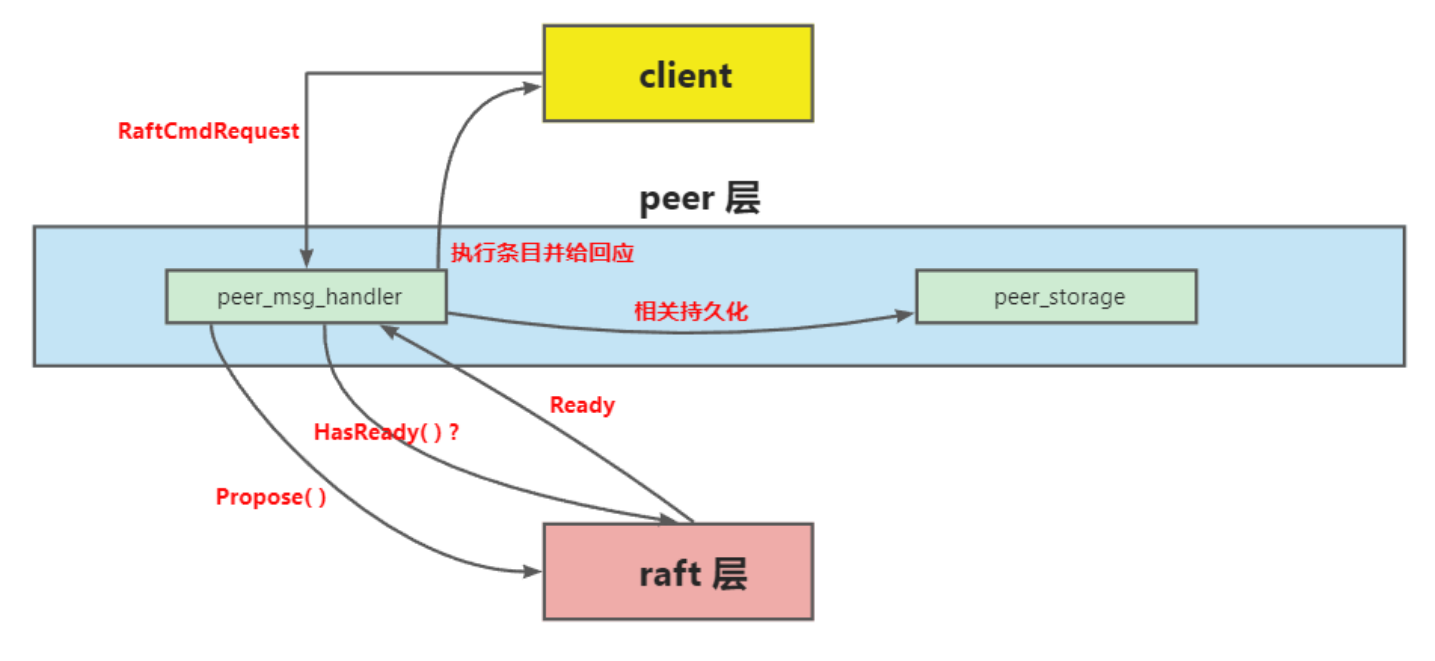 client
RaftCmdRequest
peer 层
执行条目并给回应
peer_msg_handler
peer_storage
相关持久化
Ready
HasReady( ) ?
Propose( )
raft 层